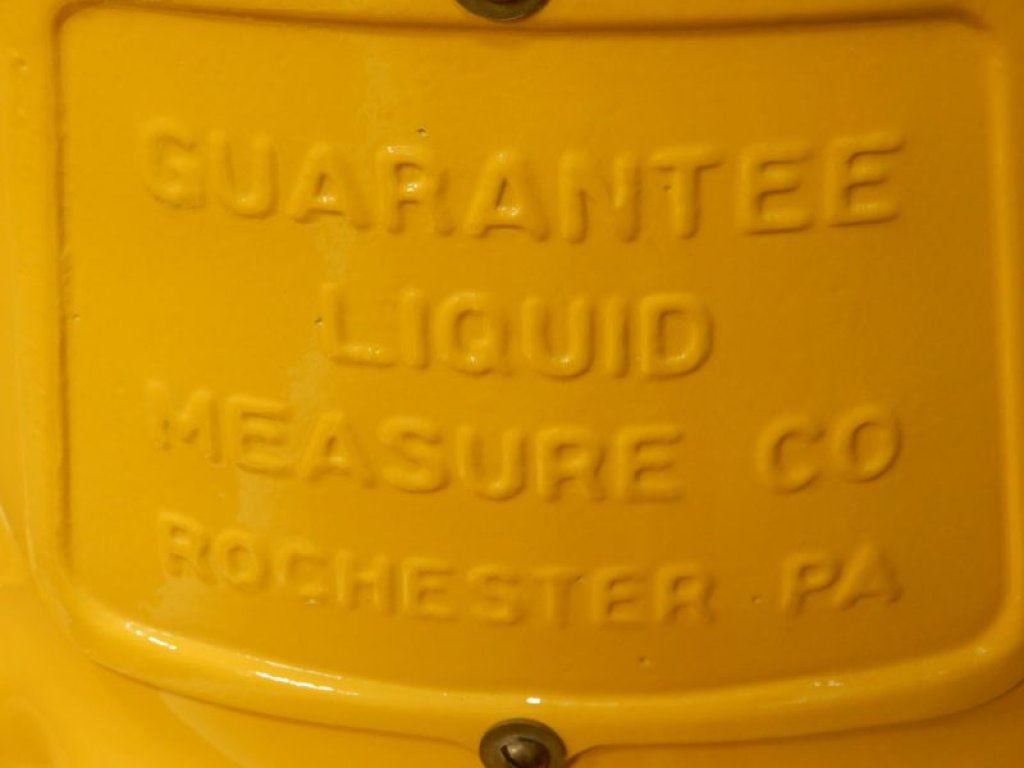 GUARANTEE
LIQUID
MEASURE CO
ROCHESTER PA